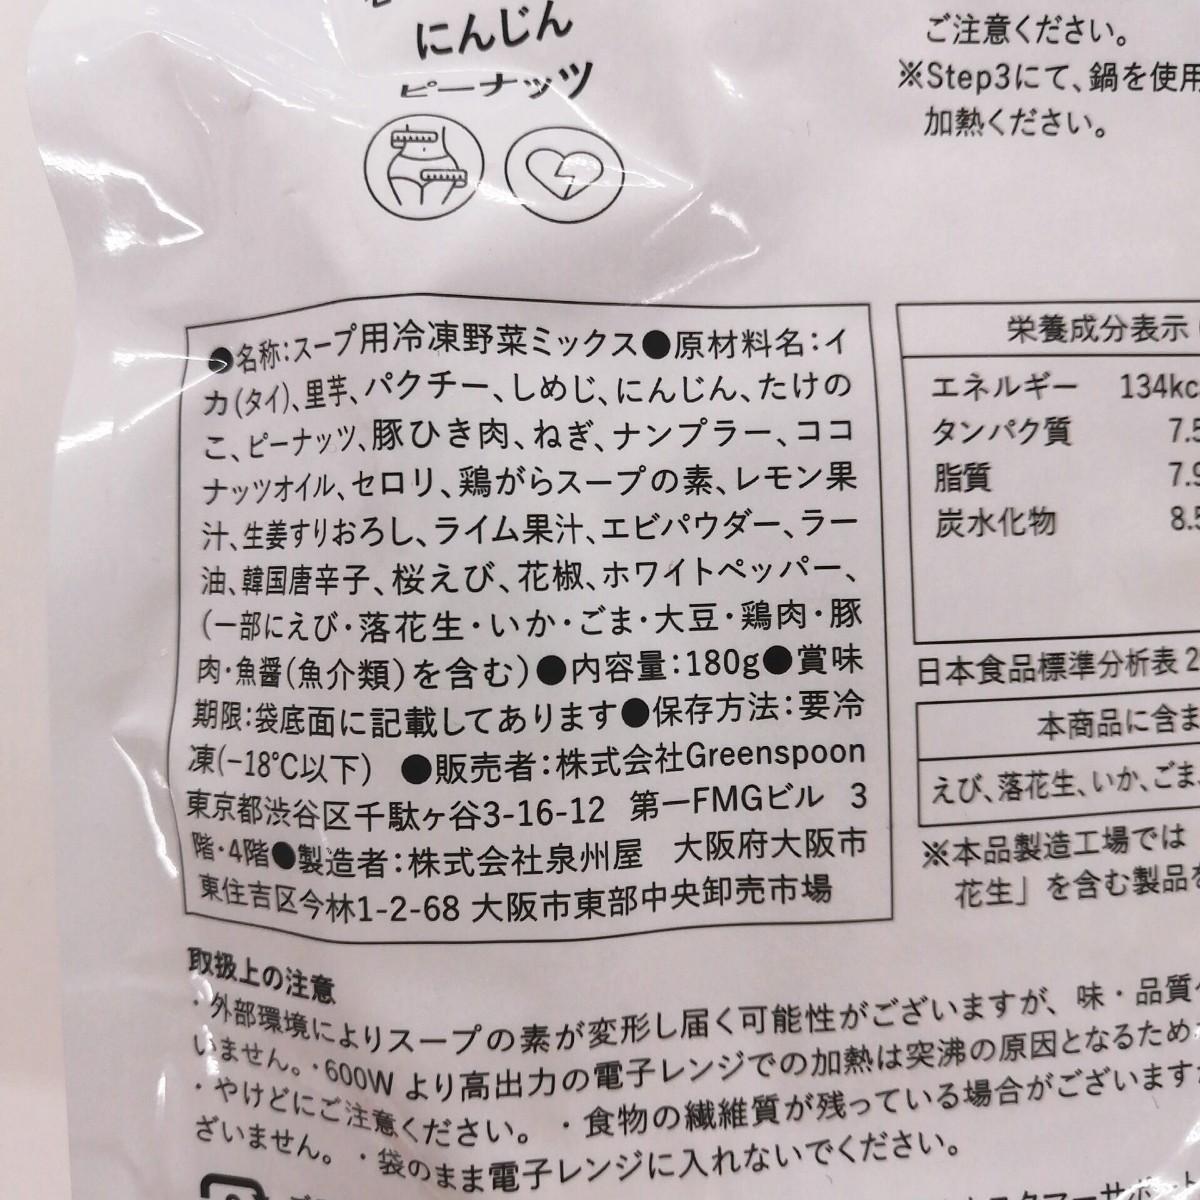 にんじん
ピーナッツ
ご注意ください。
※Step3にて、鍋を使用
加熱ください。
●名称:スープ用冷凍野菜ミックス●原材料名:イ
カ(タイ)、里芋、パクチー、しめじ、にんじん、たけの
こ、ピーナッツ、豚ひき肉、ねぎ、ナンプラー、ココ
ナッツオイル、セロリ、鶏がらスープの素、レモン果
汁、生姜すりおろし、ライム果汁、エビパウダー、ラー
油、韓国唐辛子、桜えび、花椒、ホワイトペッパー、
(一部にえび・落花生・いか・ごま・大豆・鶏肉・豚
肉・魚醤(魚介類)を含む)●内容量:180g●賞味
期限:袋底面に記載してあります●保存方法:要冷
凍(-18℃以下) ●販売者:株式会社Greenspoon
東京都渋谷区千駄ヶ谷3-16-12 第一FMGビル 3
階・4階●製造者:株式会社泉州屋 大阪府大阪市
東住吉区今林1-2-68 大阪市東部中央卸売市場
栄養成分表示
エネルギー 134kc
タンパク質 7.5
脂質 7.9
炭水化物 8.5
日本食品標準分析表 2
本商品に含ま
えび、落花生、いか、ごま、
※本品製造工場では
花生」を含む製品を
取扱上の注意
・外部環境によりスープの素が変形し届く可能性がございますが、味・品質
いません。・600Wより高出力の電子レンジでの加熱は突沸の原因となるため
・やけどにご注意ください。 ・食物の繊維質が残っている場合がございます
ざいません。・袋のまま電子レンジに入れないでください。